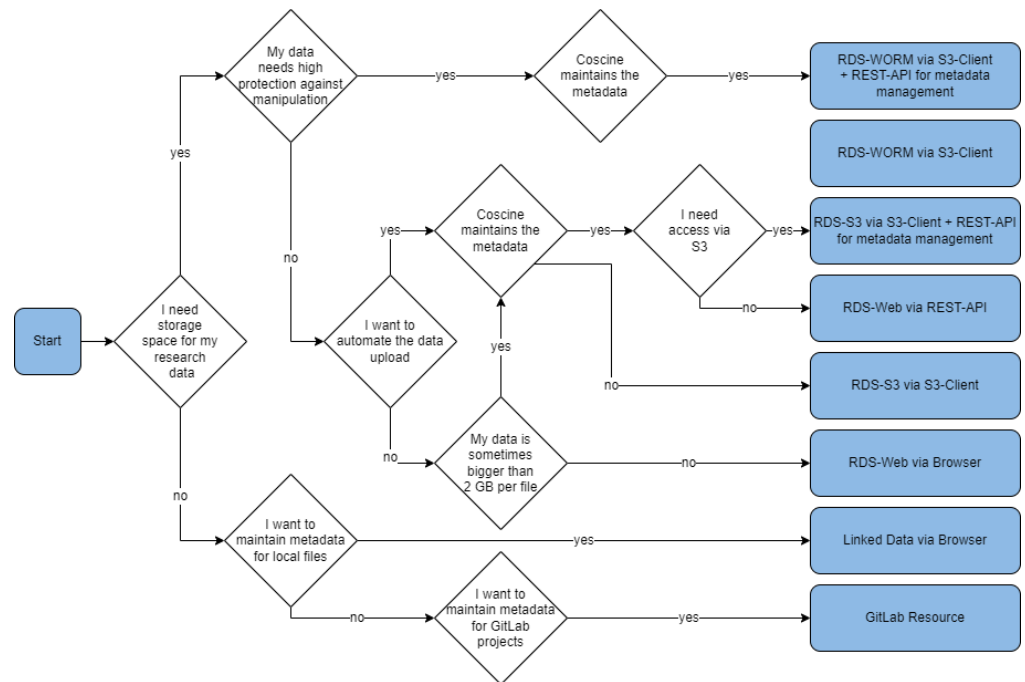 My data
needs high
protection against
manipulation
yes
Coscine
maintains the
metadata
yes
RDS-WORM via S3-Client
+ REST-API for metadata
management
yes
RDS-WORM via S3-Client
no
yes
Coscine
maintains the
metadata
yes
I need
access via
S3
yes
RDS-S3 via S3-Client + REST-API
for metadata management
Start
I need
storage
space for my
research
data
I want to
automate the data
upload
yes
no
RDS-Web via REST-API
no
RDS-S3 via S3-Client
no
My data is
sometimes
bigger than
2 GB per file
no
RDS-Web via Browser
no
I want to
maintain metadata
for local files
yes
Linked Data via Browser
no
I want to
maintain metadata
for GitLab
projects
yes
GitLab Resource